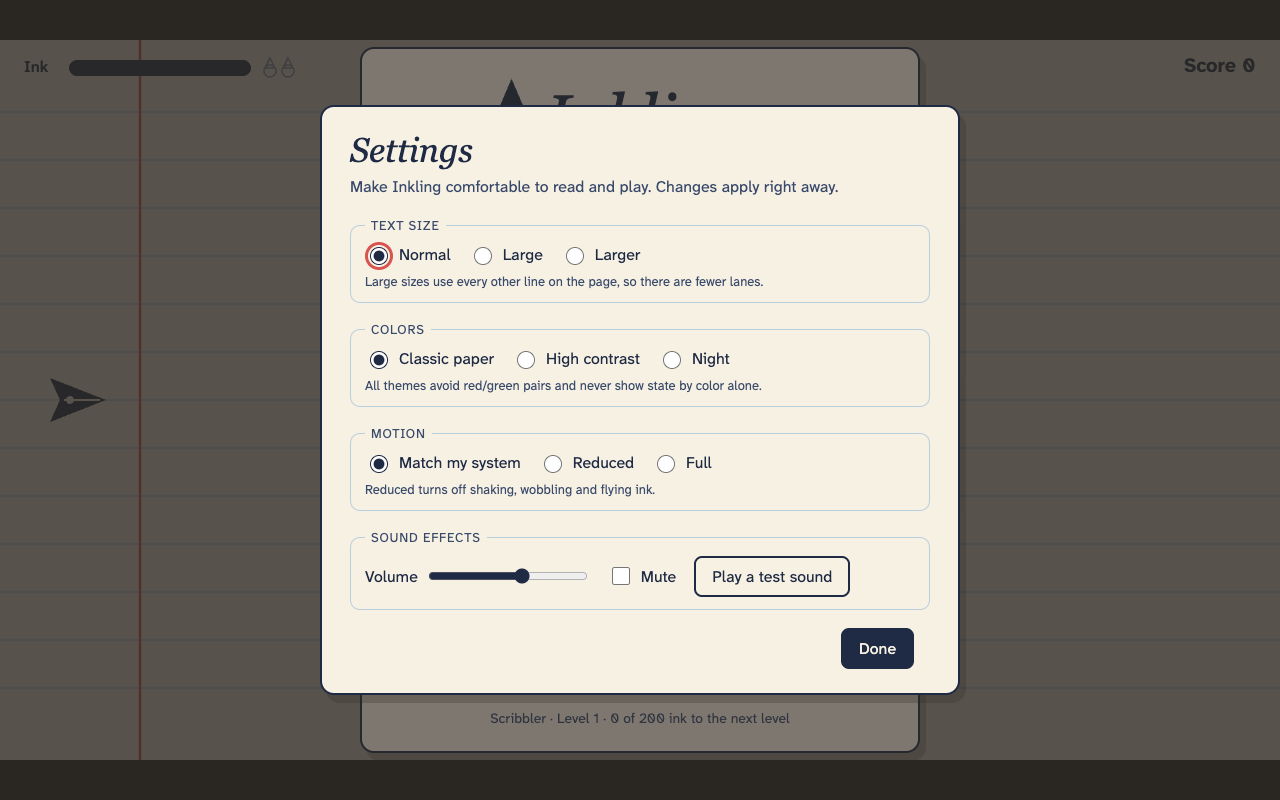 Ink
Score 0
Settings
Make Inkling comfortable to read and play. Changes apply right away.
TEXT SIZE
Normal Large Larger
Large sizes use every other line on the page, so there are fewer lanes.
COLORS
Classic paper High contrast Night
All themes avoid red/green pairs and never show state by color alone.
MOTION
Match my system Reduced Full
Reduced turns off shaking, wobbling and flying ink.
SOUND EFFECTS
Volume Mute Play a test sound
Done
Scribbler · Level 1 · 0 of 200 ink to the next level